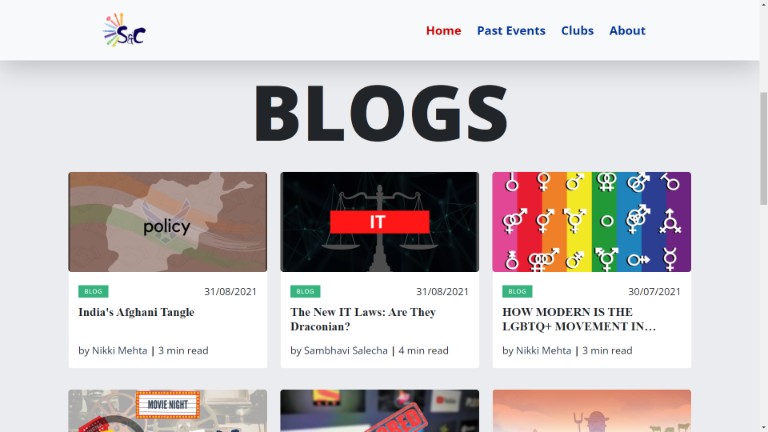 SfC
Home Past Events Clubs About
BLOGS
policy
IT
BLOG 31/08/2021
India's Afghani Tangle
by Nikki Mehta | 3 min read
BLOG 31/08/2021
The New IT Laws: Are They
Draconian?
by Sambhavi Salecha | 4 min read
BLOG 30/07/2021
HOW MODERN IS THE
LGBTQ+ MOVEMENT IN…
by Nikki Mehta | 3 min read
MOVIE NIGHT